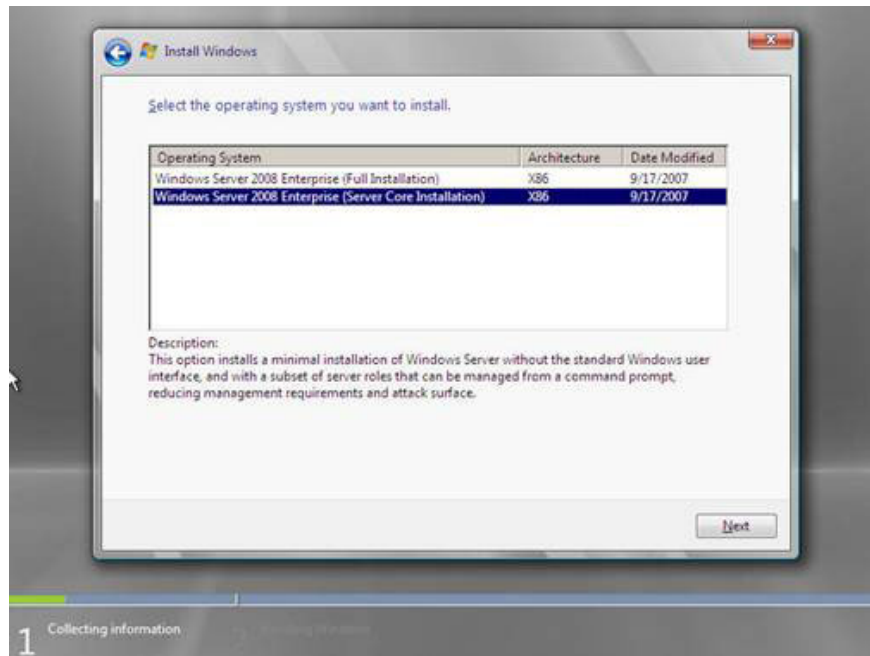 Install Windows
Select the operating system you want to install.
Operating System Architecture Date Modified
Windows Server 2008 Enterprise (Full Installation) X86 9/17/2007
Windows Server 2008 Enterprise (Server Core Installation) X86 9/17/2007
Description:
This option installs a minimal installation of Windows Server without the standard Windows user
interface, and with a subset of server roles that can be managed from a command prompt,
reducing management requirements and attack surface.
Next
1 Collecting information
2